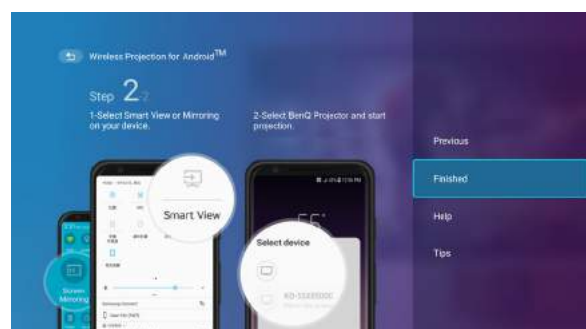 Wireless Projection for Android™
Step 2
1-Select Smart View or Mirroring
on your device.
2-Select BenQ Projector and start
projection.
Smart View
Screen
Mirroring
Select device
Previous
Finished
Help
Tips